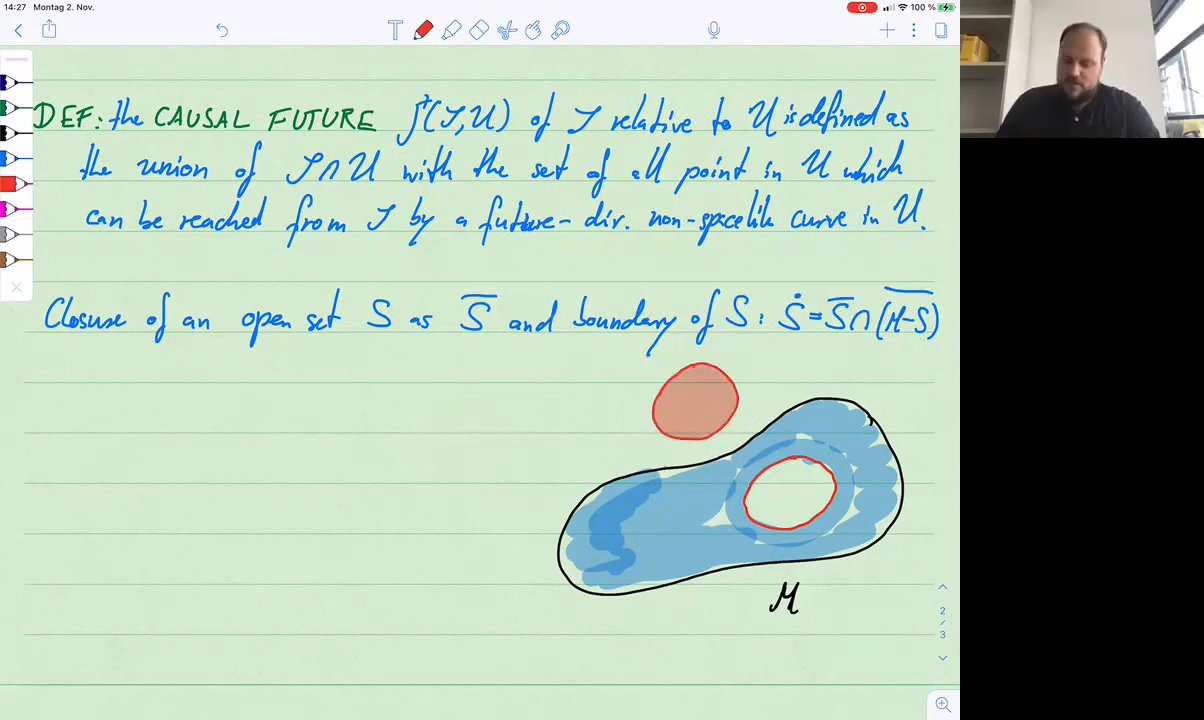 14:27 Montag 2. Nov. 100 %
DEF: the CAUSAL FUTURE J⁺(𝒮,𝒰) of 𝒮 relative to 𝒰 is defined as
the union of 𝒮∩𝒰 with the set of all point in 𝒰 which
can be reached from 𝒮 by a future-dir. non-spacelik curve in 𝒰.
Closure of an open set S as S̅ and boundary of S: Ṡ = S̅ ∩ (M̅-̅S̅)
M
2
/
3